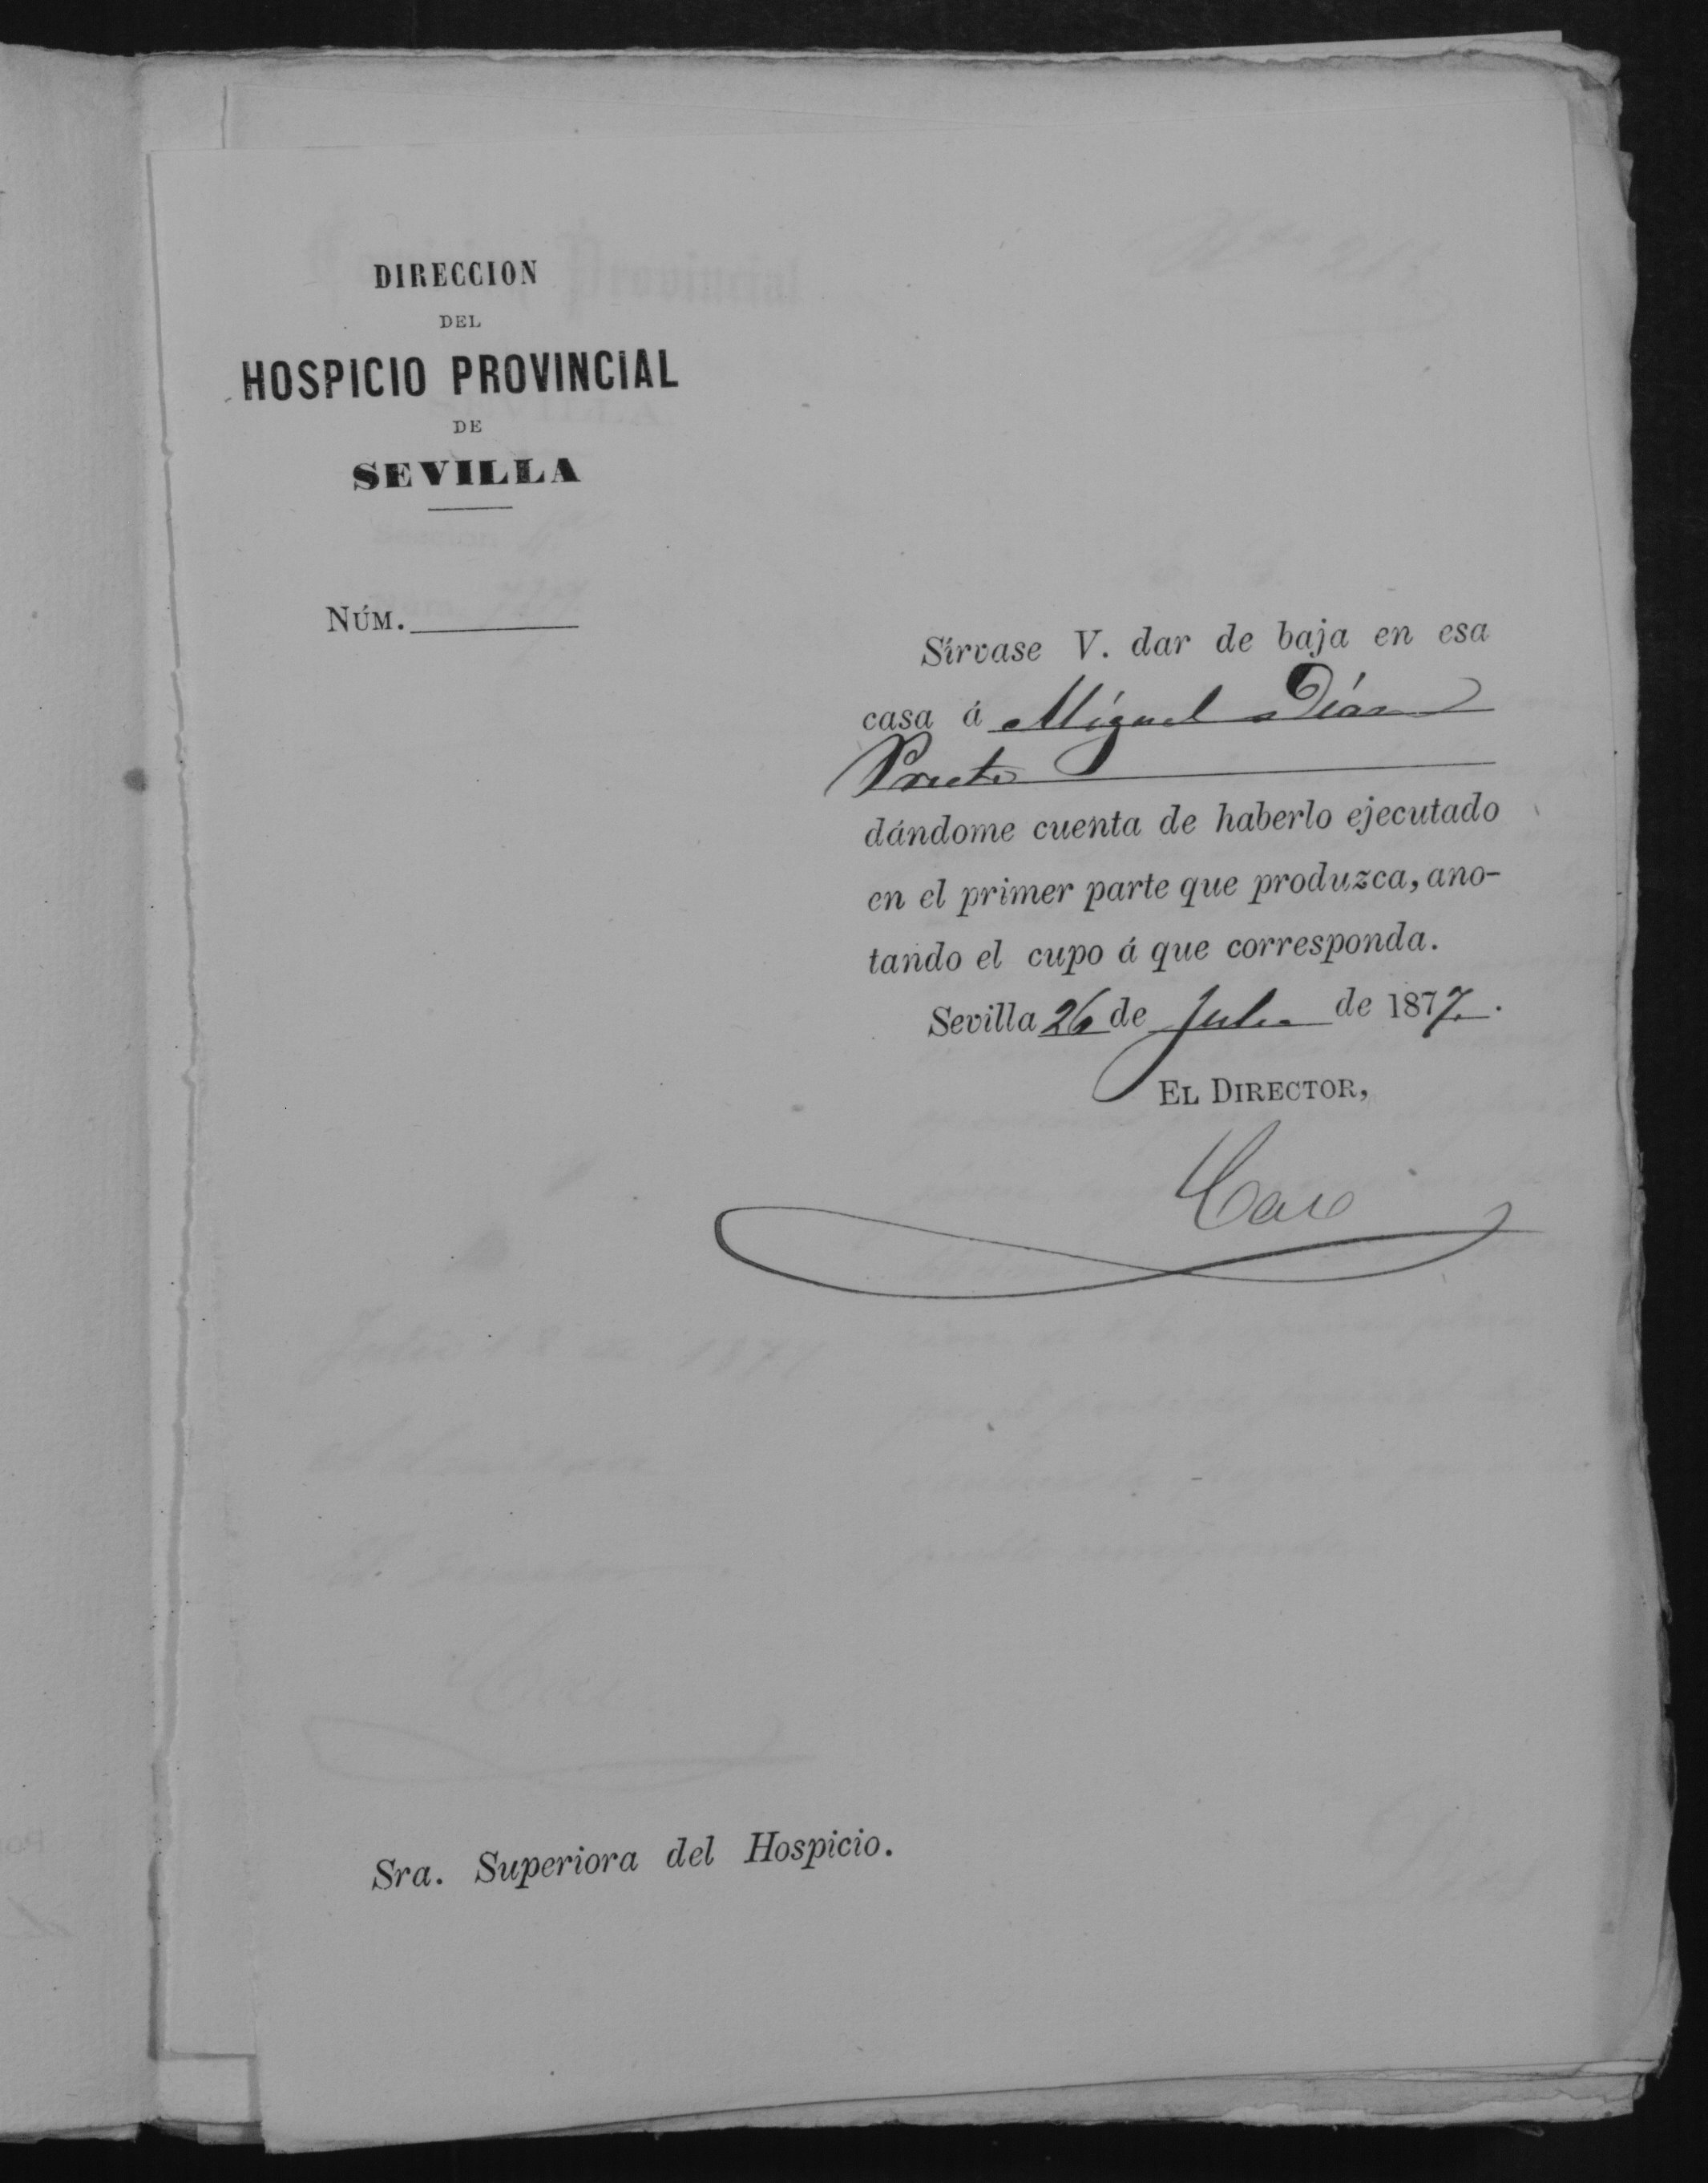 DIRECCION
DEL
HOSPICIO PROVINCIAL
DE
SEVILLA
NÚM.
Sírvase V. dar de baja en esa
casa á Miguel Díaz
Prieto
dándome cuenta de haberlo ejecutado
en el primer parte que produzca, ano-
tando el cupo á que corresponda.
Sevilla 26 de Julio de 1877.
EL DIRECTOR,
Caro
Sra. Superiora del Hospicio.